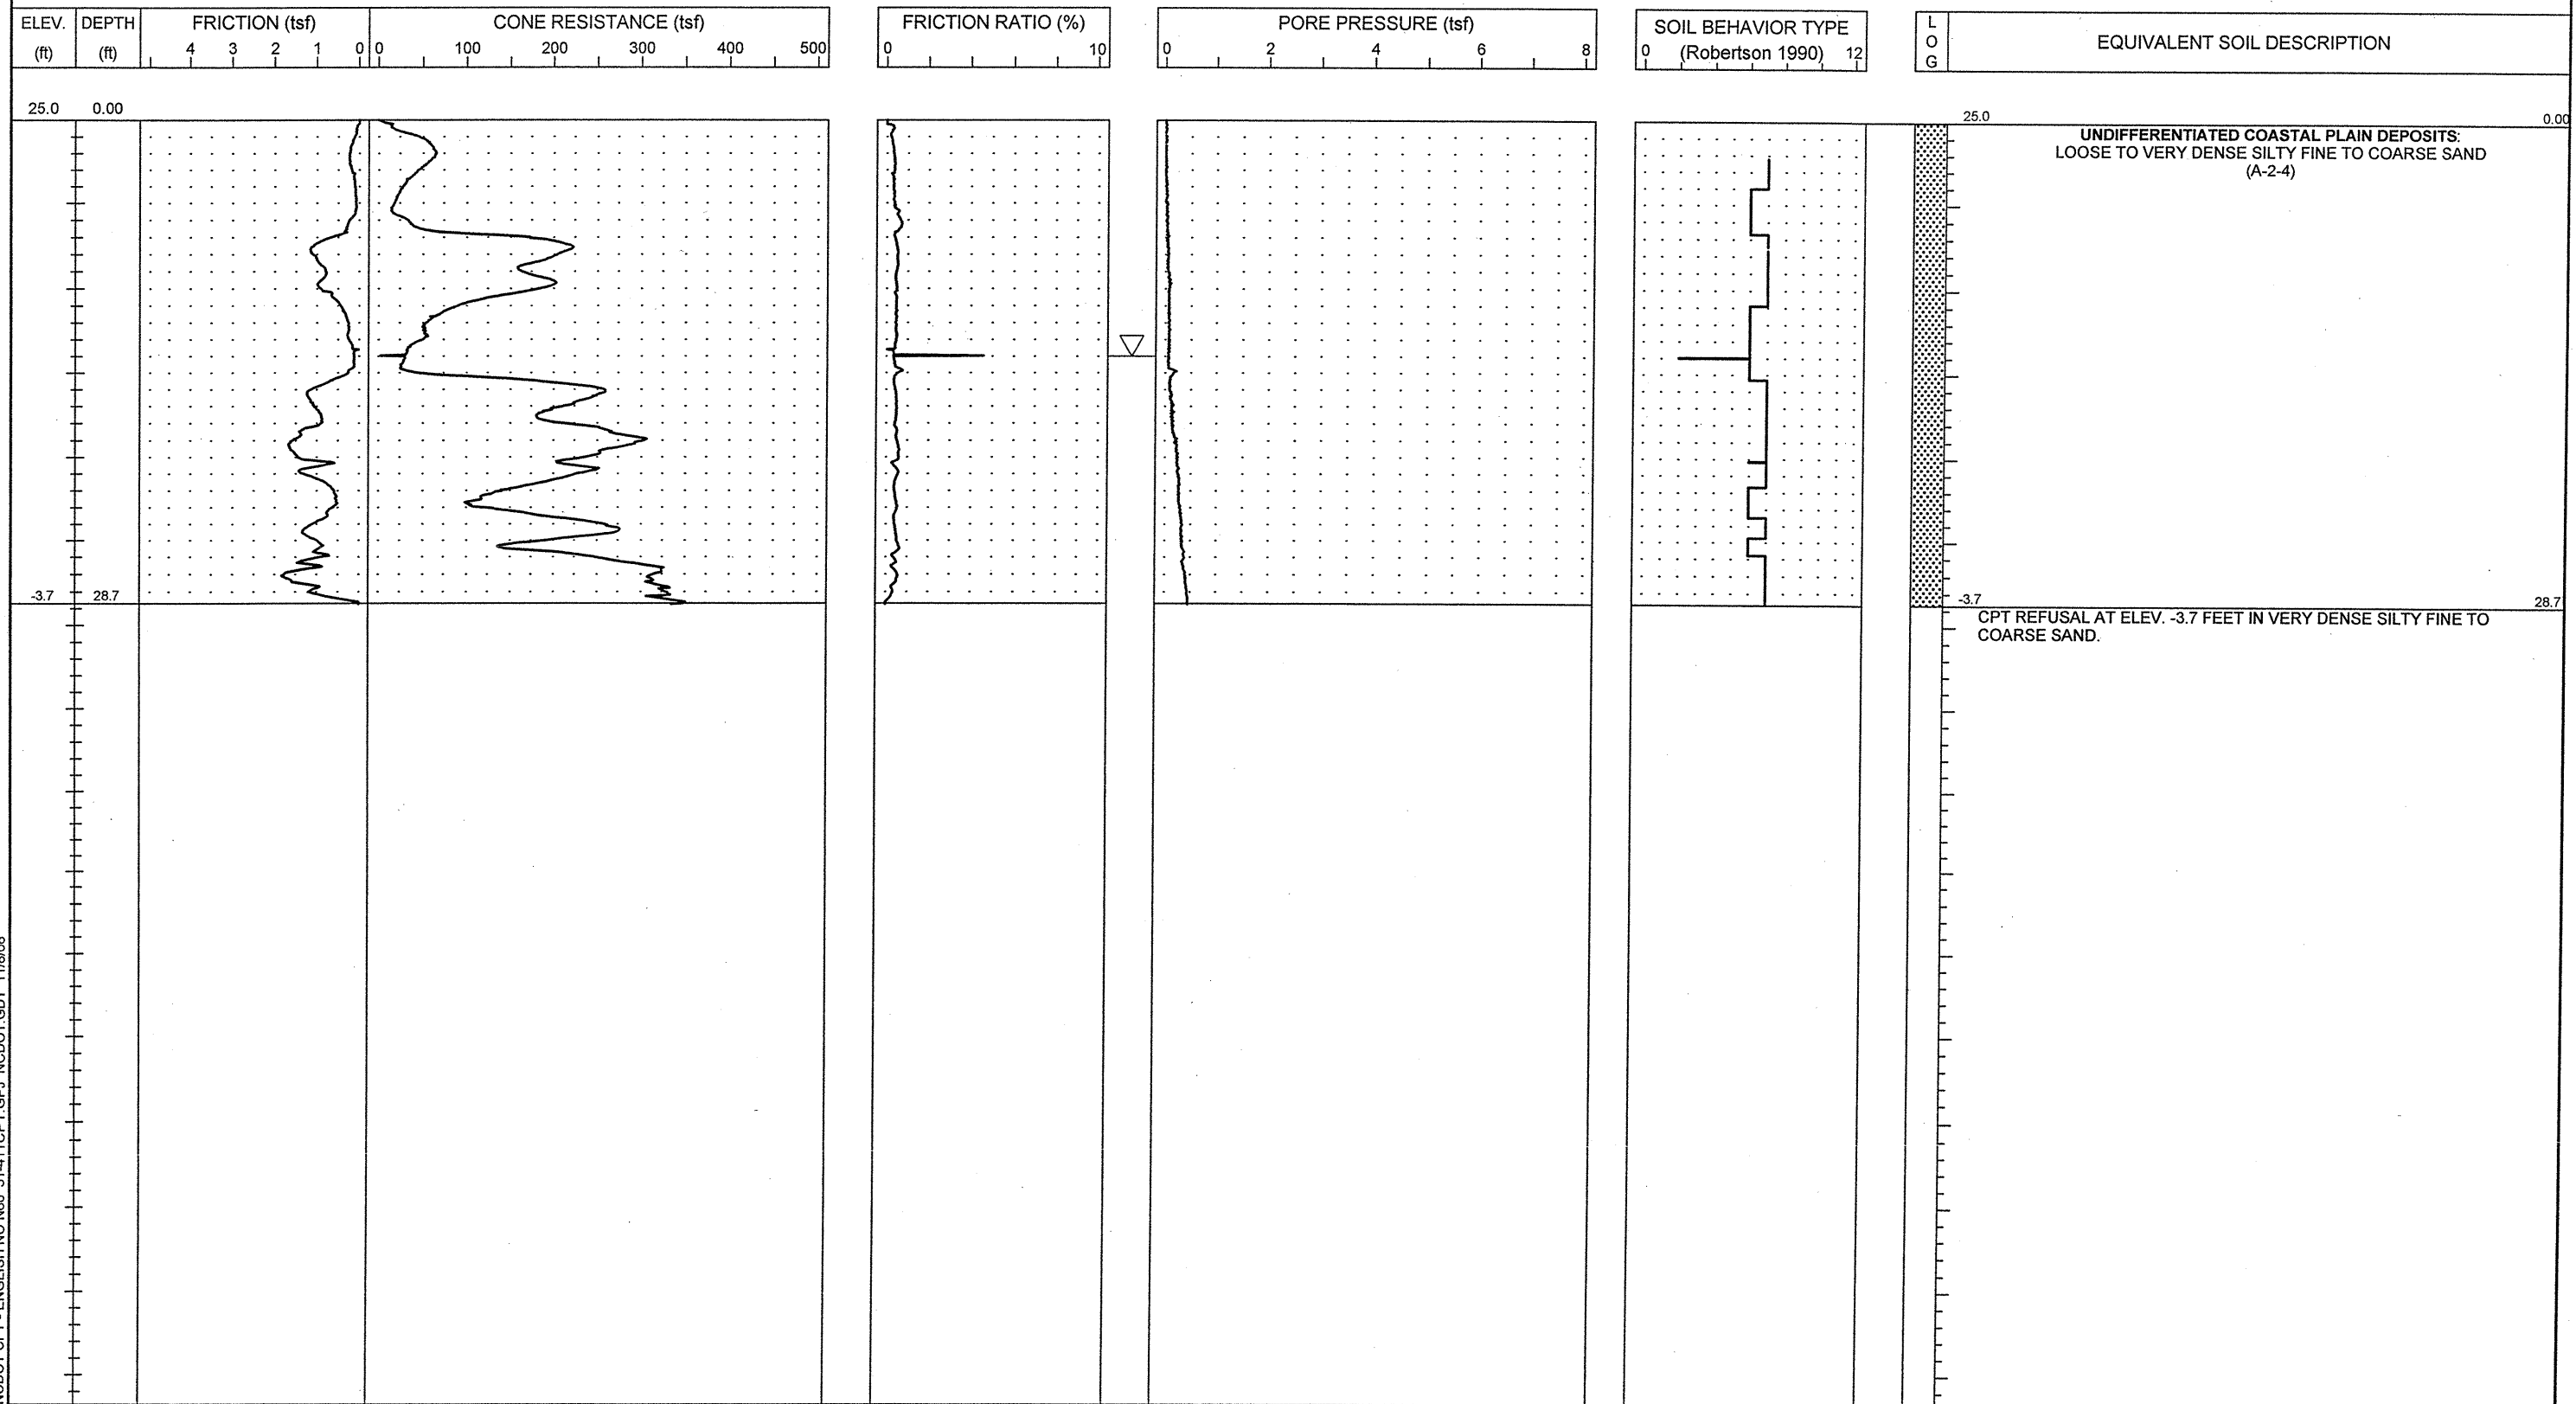 ELEV. DEPTH FRICTION (tsf) CONE RESISTANCE (tsf) FRICTION RATIO (%) PORE PRESSURE (tsf) SOIL BEHAVIOR TYPE L
(ft) (ft) 4 3 2 1 0 0 100 200 300 400 500 0 10 0 2 4 6 8 0 (Robertson 1990) 12 O EQUIVALENT SOIL DESCRIPTION
G
25.0 0.00
25.0 0.00
UNDIFFERENTIATED COASTAL PLAIN DEPOSITS:
LOOSE TO VERY DENSE SILTY FINE TO COARSE SAND
(A-2-4)
-3.7 28.7
-3.7 28.7
CPT REFUSAL AT ELEV. -3.7 FEET IN VERY DENSE SILTY FINE TO
COARSE SAND.